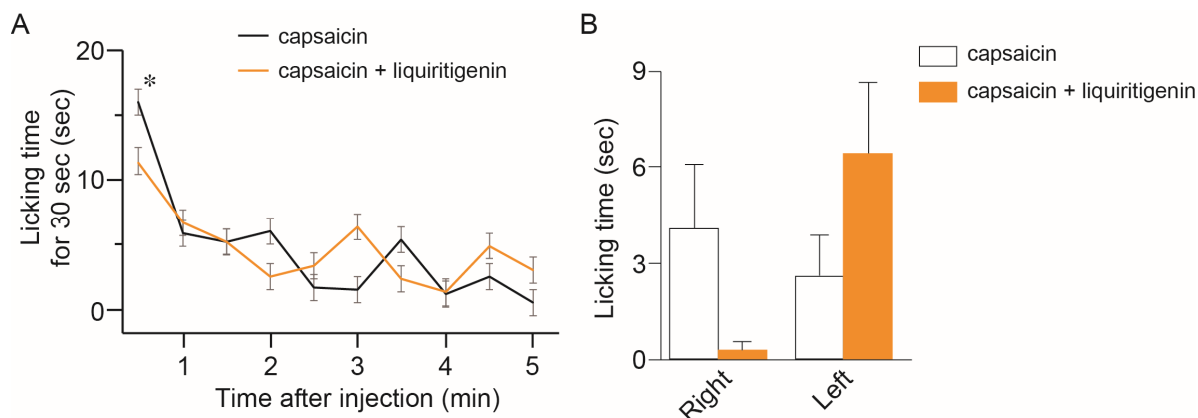 A
capsaicin
capsaicin + liquiritigenin
*
20
10
0
Licking time
for 30 sec (sec)
1 2 3 4 5
Time after injection (min)
B
capsaicin
capsaicin + liquiritigenin
9
6
3
0
Licking time (sec)
Right Left